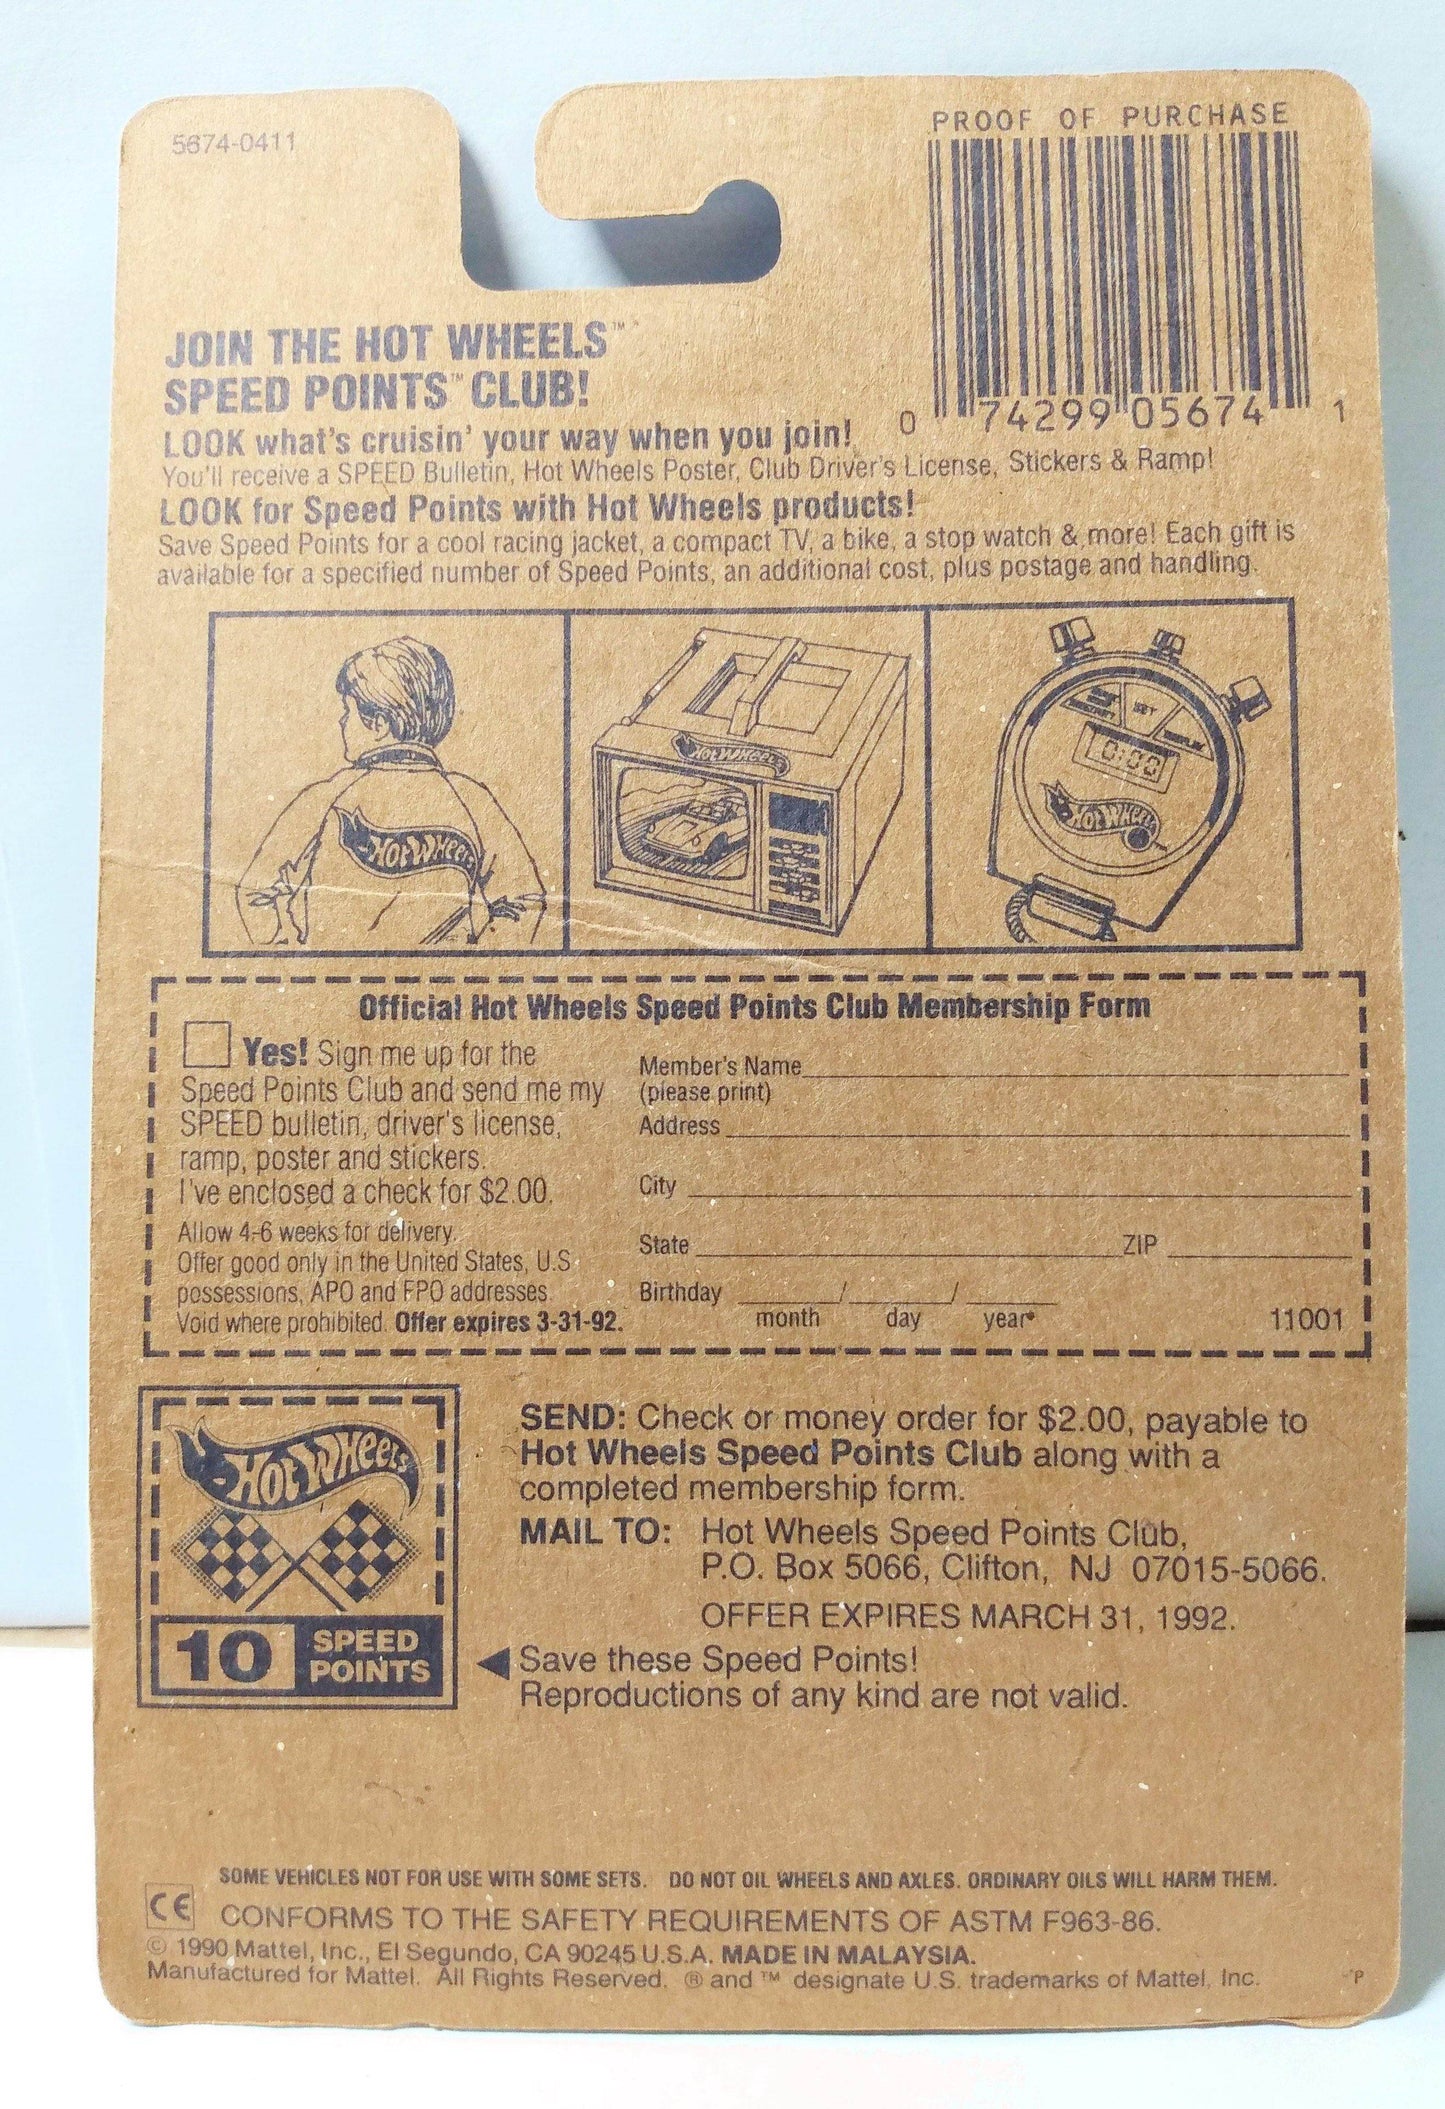 5674-0411
PROOF OF PURCHASE
0 74299 05674 1
JOIN THE HOT WHEELS™
SPEED POINTS™ CLUB!
LOOK what's cruisin' your way when you join!
You'll receive a SPEED Bulletin, Hot Wheels Poster, Club Driver's License, Stickers & Ramp!
LOOK for Speed Points with Hot Wheels products!
Save Speed Points for a cool racing jacket, a compact TV, a bike, a stop watch & more! Each gift is
available for a specified number of Speed Points, an additional cost, plus postage and handling.
HOT WHEELS
HOT WHEELS
SET
0:00
HOT WHEELS
Official Hot Wheels Speed Points Club Membership Form
Yes! Sign me up for the
Speed Points Club and send me my
SPEED bulletin, driver's license,
ramp, poster and stickers.
I've enclosed a check for $2.00.
Allow 4-6 weeks for delivery.
Offer good only in the United States, U.S.
possessions, APO and FPO addresses.
Void where prohibited. Offer expires 3-31-92.
Member's Name
(please print)
Address
City
State ZIP
Birthday / /
month day year
11001
HOT WHEELS
10 SPEED
POINTS
SEND: Check or money order for $2.00, payable to
Hot Wheels Speed Points Club along with a
completed membership form.
MAIL TO: Hot Wheels Speed Points Club,
P.O. Box 5066, Clifton, NJ 07015-5066.
OFFER EXPIRES MARCH 31, 1992.
◀ Save these Speed Points!
Reproductions of any kind are not valid.
SOME VEHICLES NOT FOR USE WITH SOME SETS. DO NOT OIL WHEELS AND AXLES. ORDINARY OILS WILL HARM THEM.
CE CONFORMS TO THE SAFETY REQUIREMENTS OF ASTM F963-86.
© 1990 Mattel, Inc., El Segundo, CA 90245 U.S.A. MADE IN MALAYSIA.
Manufactured for Mattel. All Rights Reserved. ® and ™ designate U.S. trademarks of Mattel, Inc.
P